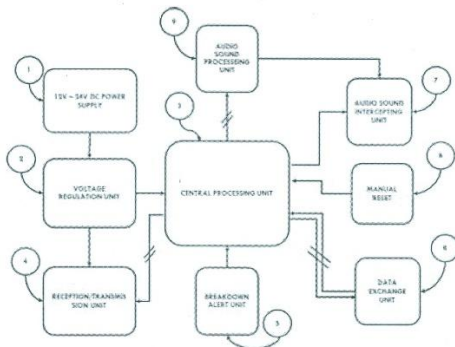 9
AUDIO
SOUND
PROCESSING
UNIT
1
12V – 24V DC POWER
SUPPLY
3
7
AUDIO SOUND
INTERCEPTING
UNIT
2
VOLTAGE
REGULATION UNIT
CENTRAL PROCESSING UNIT
MANUAL
RESET
4
RECEPTION/TRANSMIS
SION UNIT
BREAKDOWN
ALERT UNIT
DATA
EXCHANGE
UNIT
6
5